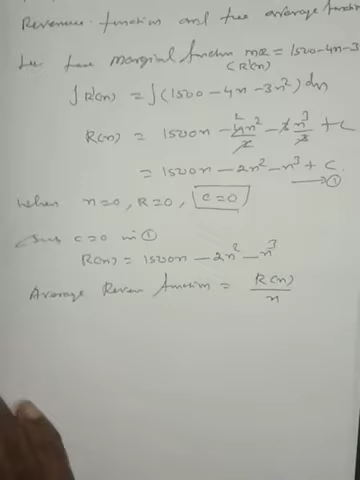 Revenue function and the average function
Let the marginal function MR = 1500-4n-3
(R'(n)
∫R'(n) = ∫(1500-4n-3n²) dn
R(n) = 1500n - 4n²/2 - 3n³/3 + C
= 1500n - 2n² - n³ + C.
→①
When n=0, R=0, C=0
Sub C=0 in ①
R(n) = 1500n - 2n² - n³
Average Reven function = R(n)/n